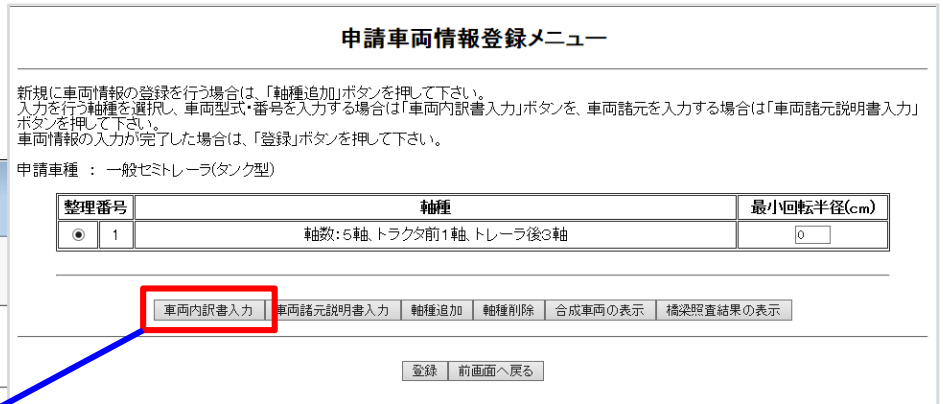 申請車両情報登録メニュー
新規に車両情報の登録を行う場合は、「軸種追加」ボタンを押して下さい。
入力を行う軸種を選択し、車両型式・番号を入力する場合は「車両内訳書入力」ボタンを、車両諸元を入力する場合は「車両諸元説明書入力」
ボタンを押して下さい。
車両情報の入力が完了した場合は、「登録」ボタンを押して下さい。
申請車種 ： 一般セミトレーラ(タンク型)
整理番号 軸種 最小回転半径(cm)
1 軸数:5軸、トラクタ前1軸、トレーラ後3軸 0
車両内訳書入力 車両諸元説明書入力 軸種追加 軸種削除 合成車両の表示 橋梁照査結果の表示
登録 前画面へ戻る